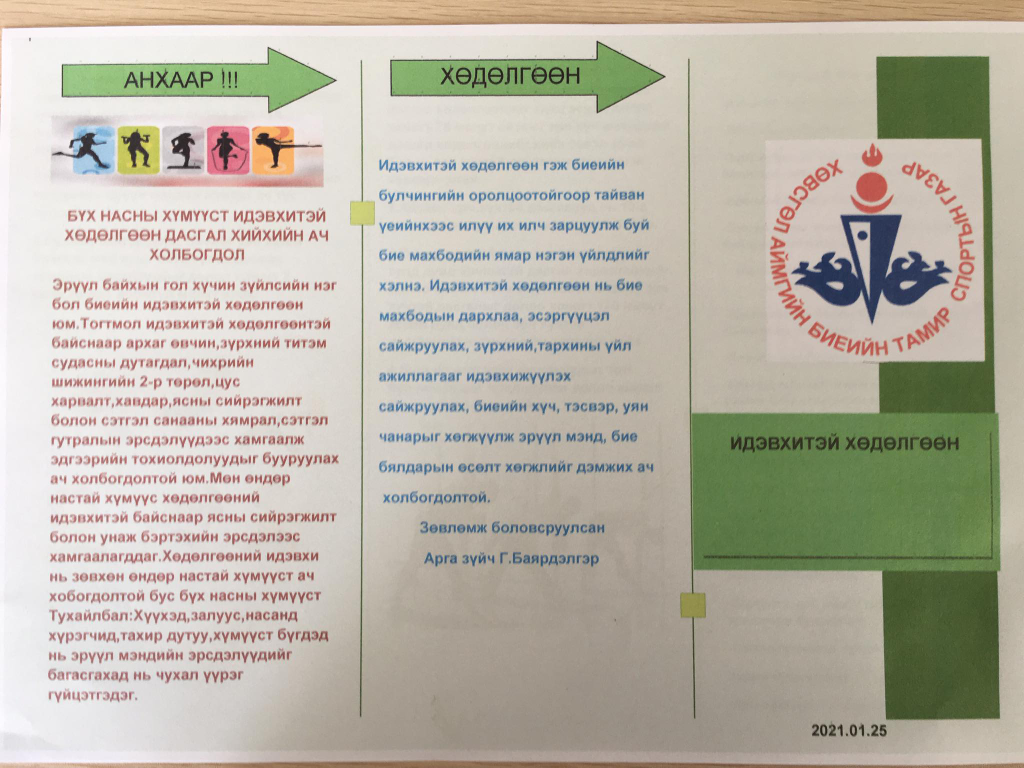 АНХААР !!!
БҮХ НАСНЫ ХҮМҮҮСТ ИДЭВХИТЭЙ
ХӨДӨЛГӨӨН ДАСГАЛ ХИЙХИЙН АЧ
ХОЛБОГДОЛ
Эрүүл байхын гол хүчин зүйлсийн нэг
бол биеийн идэвхитэй хөдөлгөөн
юм.Тогтмол идэвхитэй хөдөлгөөнтэй
байснаар архаг өвчин,зүрхний титэм
судасны дутагдал,чихрийн
шижингийн 2-р төрөл,цус
харвалт,хавдар,ясны сийрэгжилт
болон сэтгэл санааны хямрал,сэтгэл
гутралын эрсдэлүүдээс хамгаалж
эдгээрийн тохиолдолуудыг бууруулах
ач холбогдолтой юм.Мөн өндөр
настай хүмүүс хөдөлгөөний
идэвхитэй байснаар ясны сийрэгжилт
болон унаж бэртэхийн эрсдэлээс
хамгаалагддаг.Хөдөлгөөний идэвхи
нь зөвхөн өндөр настай хүмүүст ач
хобогдолтой бус бүх насны хүмүүст
Тухайлбал:Хүүхэд,залуус,насанд
хүрэгчид,тахир дутуу,хүмүүст бүгдэд
нь эрүүл мэндийн эрсдэлүүдийг
багасгахад нь чухал үүрэг
гүйцэтгэдэг.
ХӨДӨЛГӨӨН
Идэвхитэй хөдөлгөөн гэж биеийн
булчингийн оролцоотойгоор тайван
үеийнхээс илүү их илч зарцуулж буй
бие махбодийн ямар нэгэн үйлдлийг
хэлнэ. Идэвхитэй хөдөлгөөн нь бие
махбодын дархлаа, эсэргүүцэл
сайжруулах, зүрхний,тархины үйл
ажиллагааг идэвхижүүлэх
сайжруулах, биеийн хүч, тэсвэр, уян
чанарыг хөгжүүлж эрүүл мэнд, бие
бялдарын өсөлт хөгжлийг дэмжих ач
холбогдолтой.
Зөвлөмж боловсруулсан
Арга зүйч Г.Баярдэлгэр
ХӨВСГӨЛ АЙМГИЙН БИЕИЙН ТАМИР СПОРТЫН ГАЗАР
ИДЭВХИТЭЙ ХӨДӨЛГӨӨН
2021.01.25